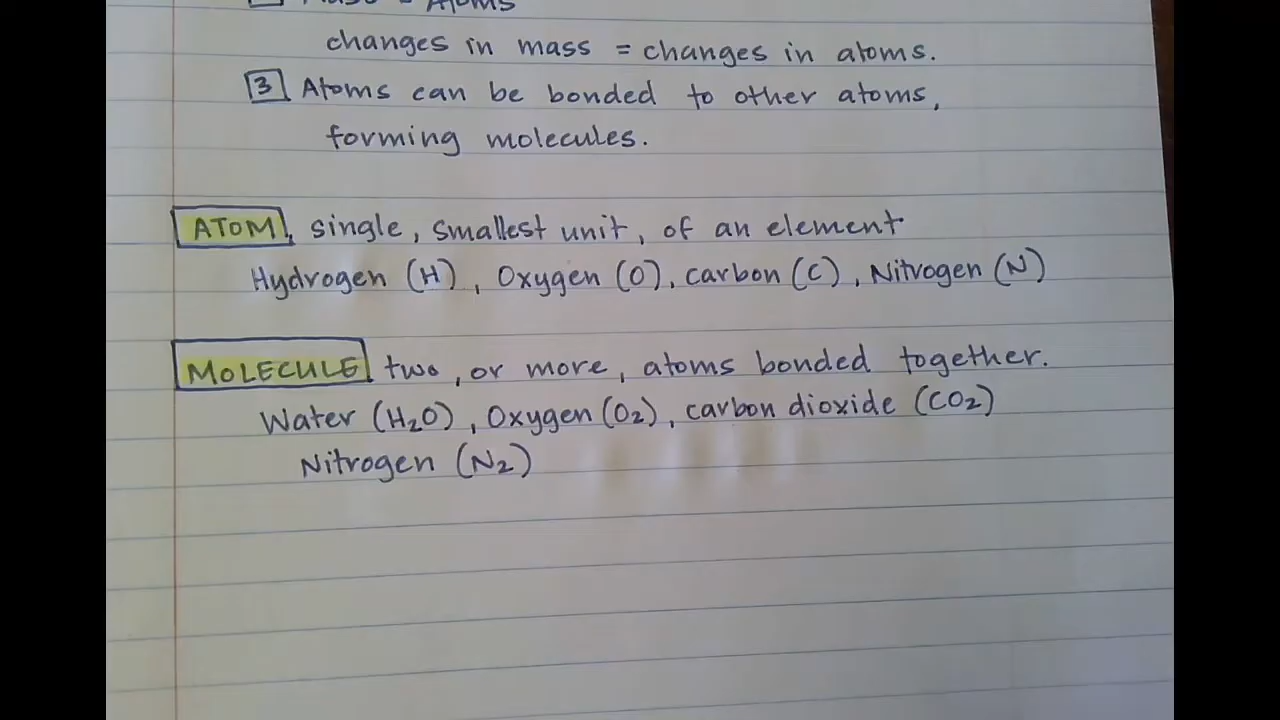 Mass = Atoms
changes in mass = changes in atoms.
3 Atoms can be bonded to other atoms,
forming molecules.
ATOM, single, smallest unit, of an element
Hydrogen (H), Oxygen (O), carbon (C), Nitrogen (N)
MOLECULE two, or more, atoms bonded together.
Water (H₂O), Oxygen (O₂), carbon dioxide (CO₂)
Nitrogen (N₂)